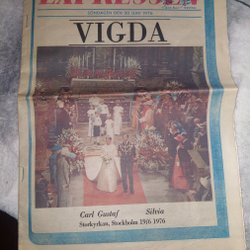 EXPRESSEN
SÖNDAGEN DEN 20 JUNI 1976
VIGDA
Carl Gustaf Silvia
Storkyrkan, Stockholm 19/6 1976